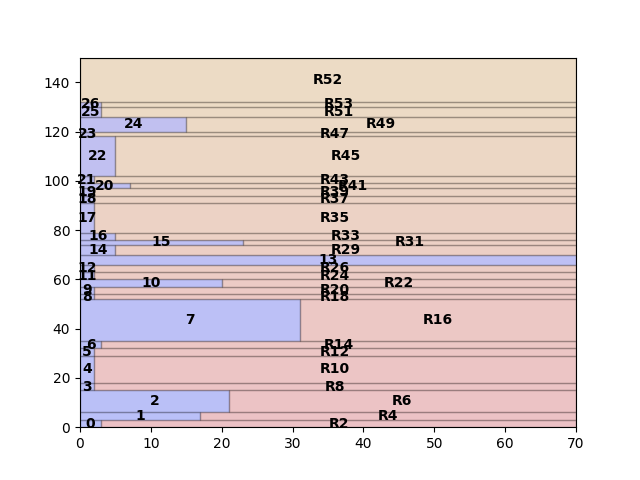 140
120
100
80
60
40
20
0
R52
26 R53
25 R51
24 R49
23 R47
22 R45
21 R43
20 R41
19 R39
18 R37
17 R35
16 R33
15 R31
14 R29
13
12 R26
11 R24
10 R22
9 R20
8 R18
7 R16
6 R14
5 R12
4 R10
3 R8
2 R6
1 R4
0 R2
0 10 20 30 40 50 60 70